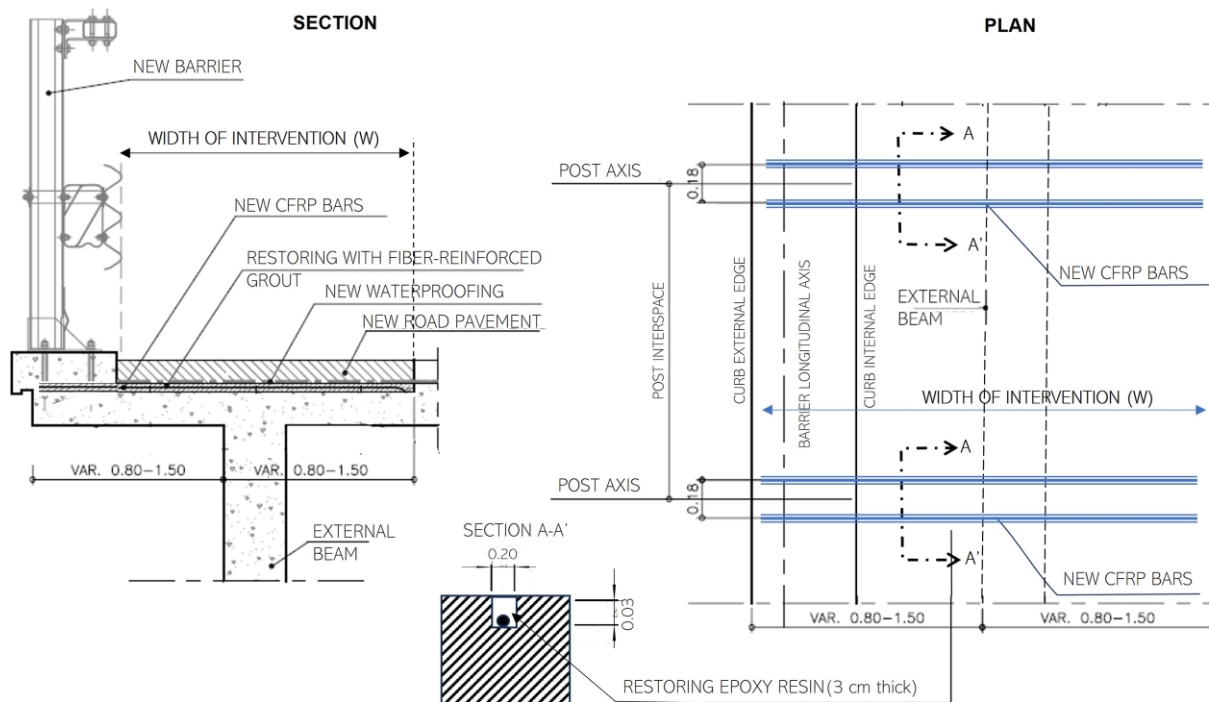 SECTION
NEW BARRIER
WIDTH OF INTERVENTION (W)
NEW CFRP BARS
RESTORING WITH FIBER-REINFORCED
GROUT
NEW WATERPROOFING
NEW ROAD PAVEMENT
VAR. 0.80-1.50
VAR. 0.80-1.50
EXTERNAL
BEAM
SECTION A-A'
0.20
0.03
RESTORING EPOXY RESIN(3 cm thick)
PLAN
POST AXIS
0.18
A
A'
NEW CFRP BARS
EXTERNAL
BEAM
POST INTERSPACE
CURB EXTERNAL EDGE
BARRIER LONGITUDINAL AXIS
CURB INTERNAL EDGE
WIDTH OF INTERVENTION (W)
POST AXIS
0.18
A
A'
NEW CFRP BARS
VAR. 0.80-1.50
VAR. 0.80-1.50